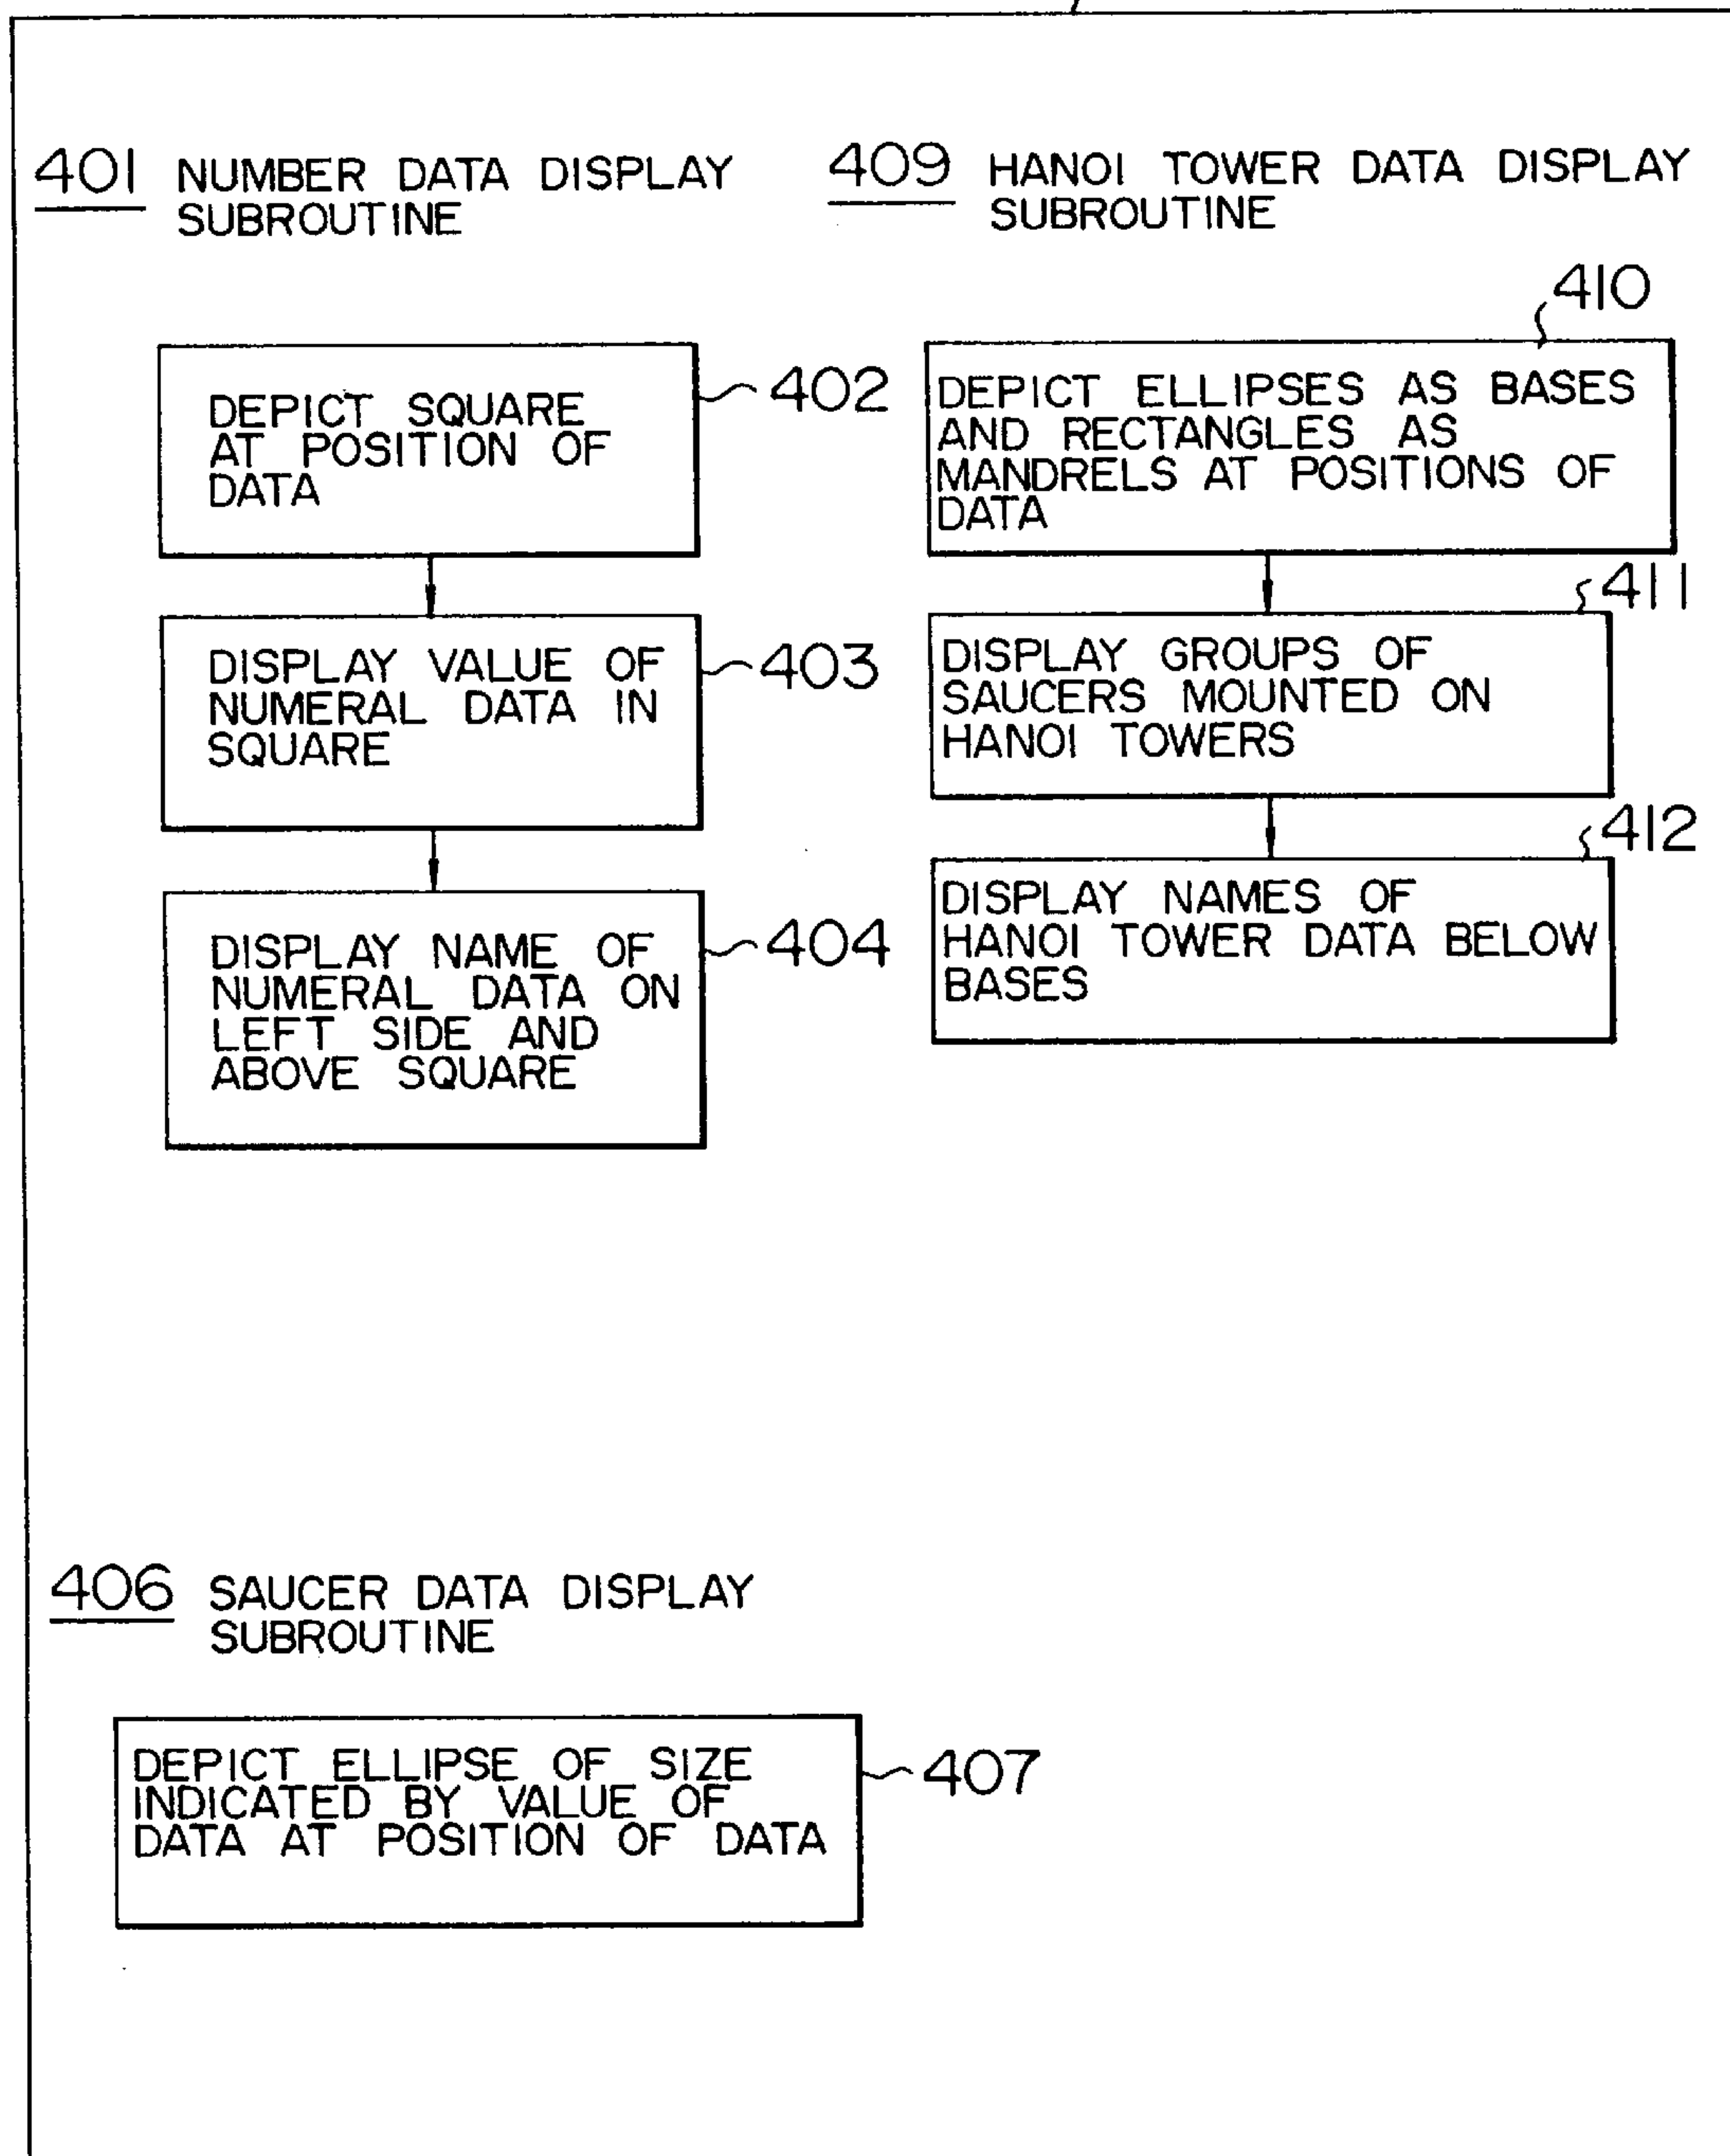 401 NUMBER DATA DISPLAY
SUBROUTINE
DEPICT SQUARE
AT POSITION OF
DATA
402
DISPLAY VALUE OF
NUMERAL DATA IN
SQUARE
403
DISPLAY NAME OF
NUMERAL DATA ON
LEFT SIDE AND
ABOVE SQUARE
404
409 HANOI TOWER DATA DISPLAY
SUBROUTINE
410
DEPICT ELLIPSES AS BASES
AND RECTANGLES AS
MANDRELS AT POSITIONS OF
DATA
411
DISPLAY GROUPS OF
SAUCERS MOUNTED ON
HANOI TOWERS
412
DISPLAY NAMES OF
HANOI TOWER DATA BELOW
BASES
406 SAUCER DATA DISPLAY
SUBROUTINE
DEPICT ELLIPSE OF SIZE
INDICATED BY VALUE OF
DATA AT POSITION OF DATA
407